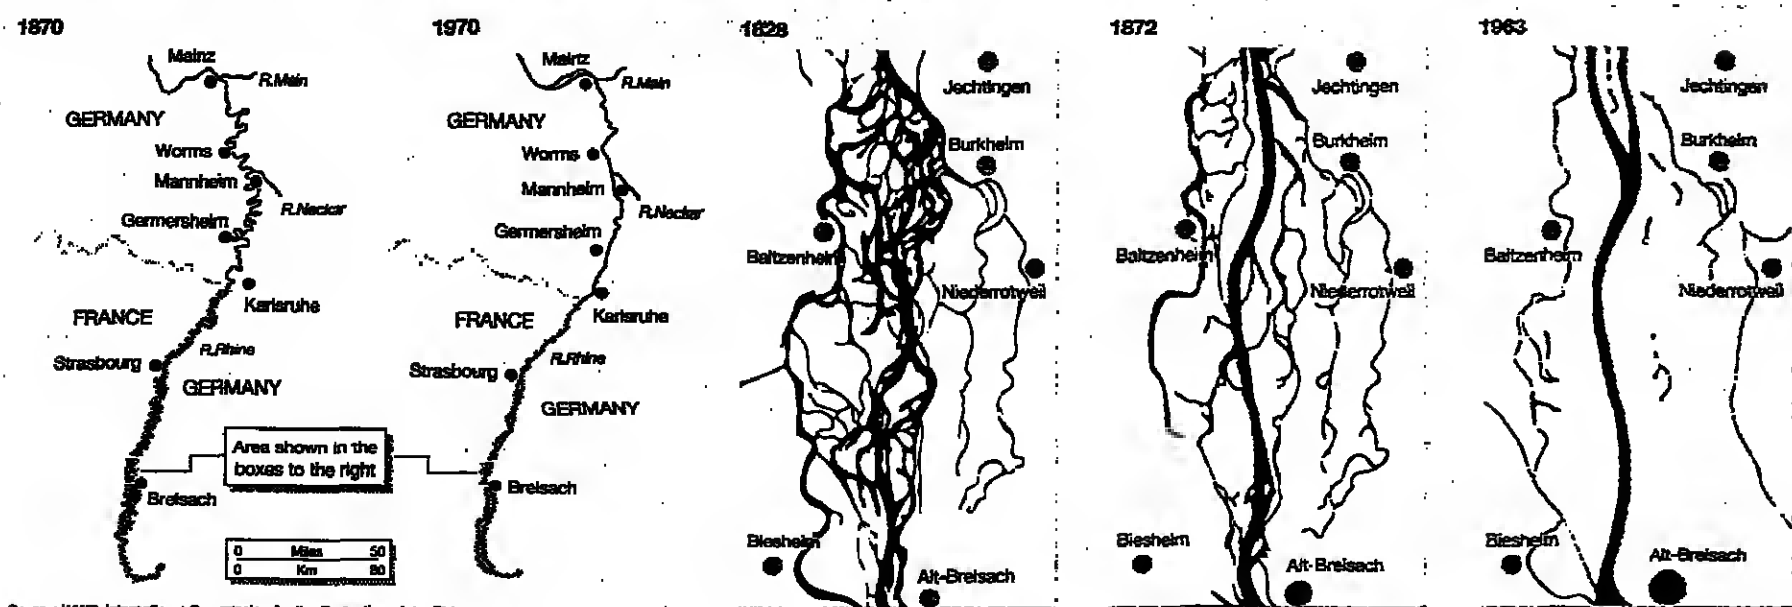 1870
Mainz
R.Main
GERMANY
Worms
Mannheim
R.Neckar
Germersheim
Karlsruhe
FRANCE
R.Rhine
Strasbourg
GERMANY
Area shown in the
boxes to the right
Breisach
0 Miles 50
0 Km 80
1970
Mainz
R.Main
GERMANY
Worms
Mannheim
R.Neckar
Germersheim
Karlsruhe
FRANCE
R.Rhine
Strasbourg
GERMANY
Breisach
1828
Jechtingen
Burkheim
Baltzenheim
Niederrotweil
Biesheim
Alt-Breisach
1872
Jechtingen
Burkheim
Baltzenheim
Niederrotweil
Biesheim
Alt-Breisach
1963
Jechtingen
Burkheim
Baltzenheim
Niederrotweil
Biesheim
Alt-Breisach